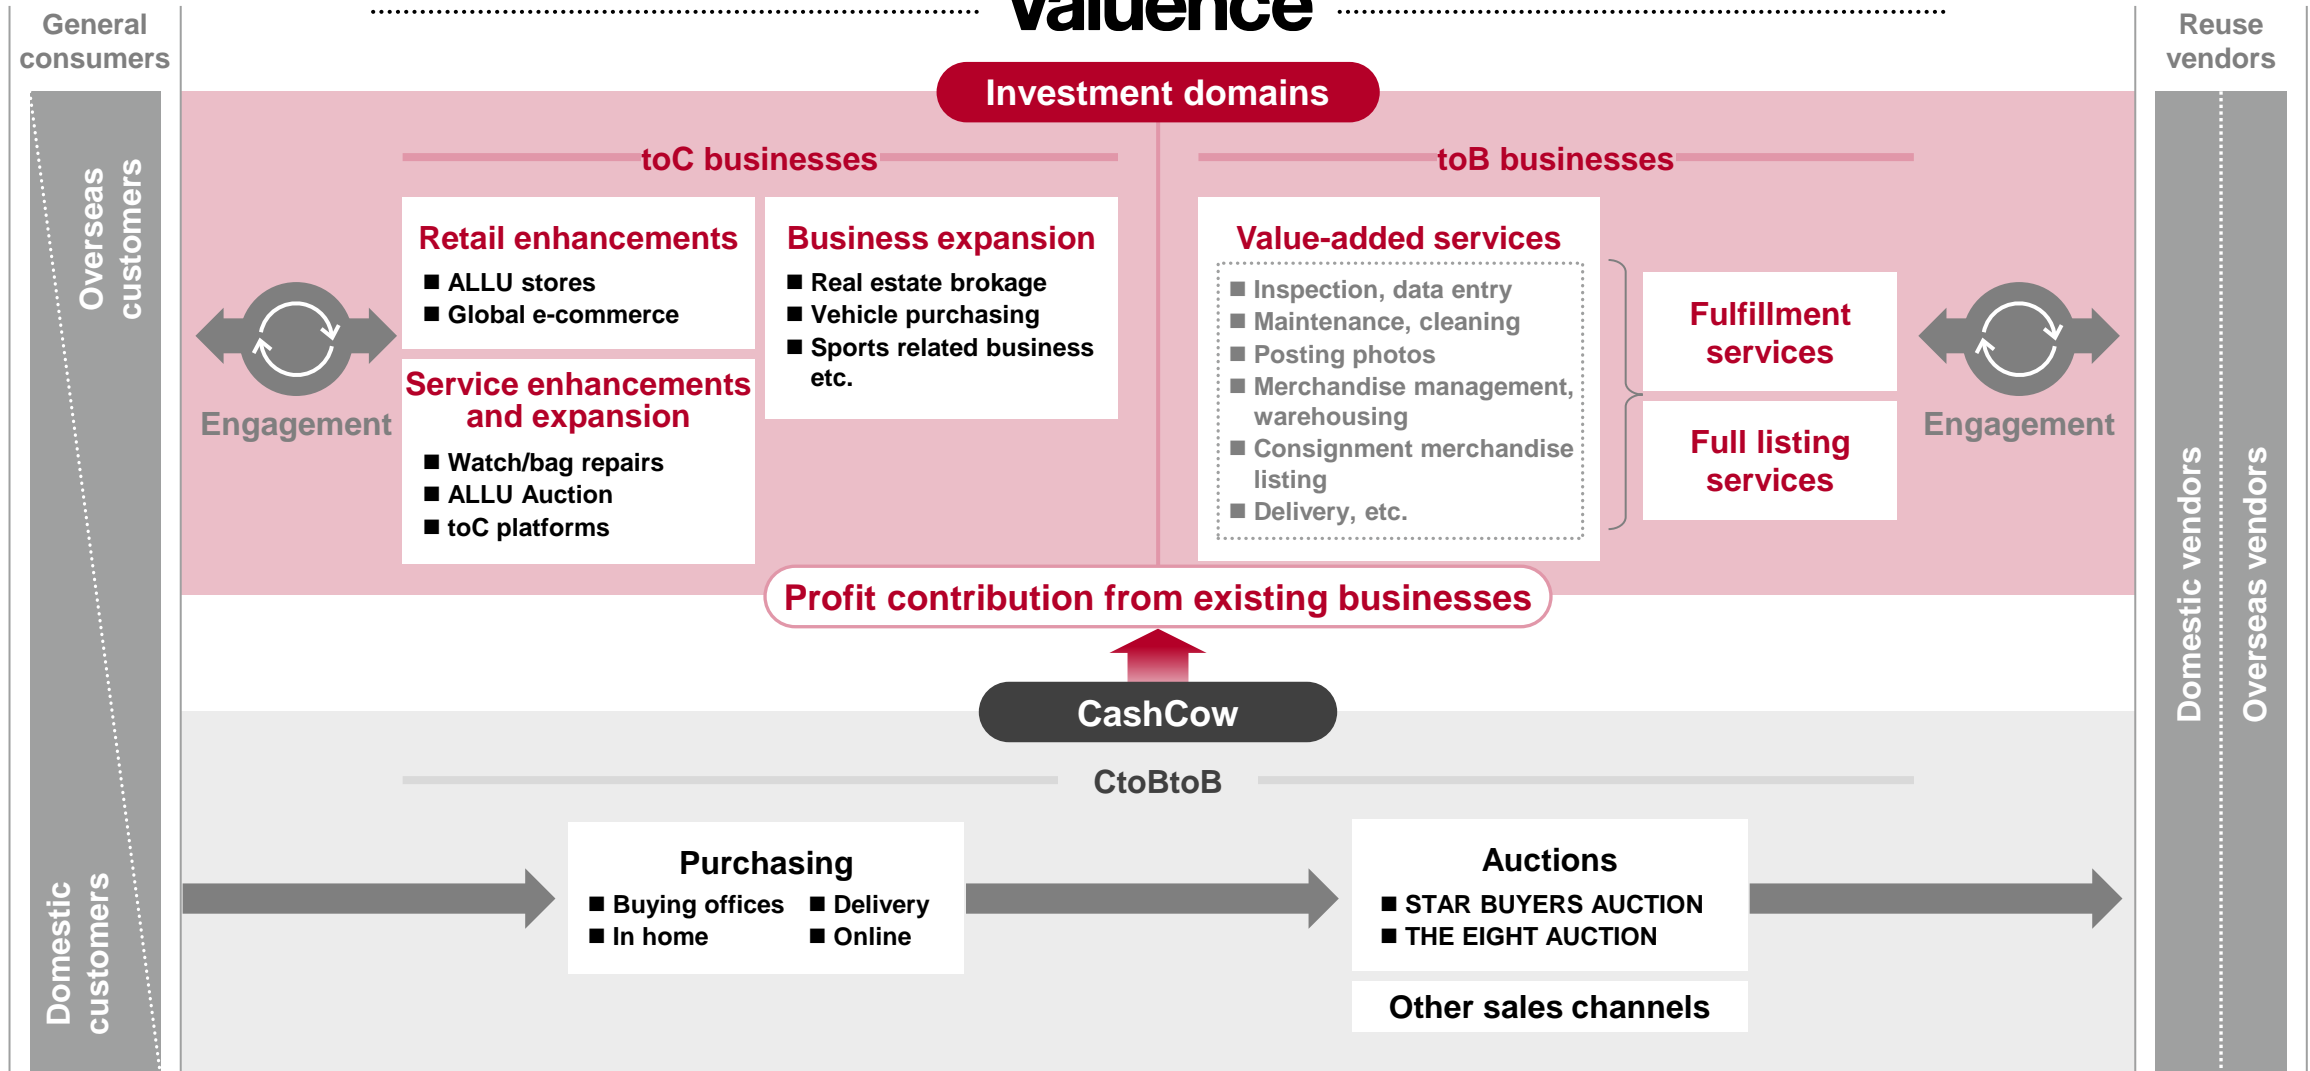 Valuence
General
consumers
Reuse
vendors
Investment domains
Overseas
customers
Domestic
customers
toC businesses
Retail enhancements
■ ALLU stores
■ Global e-commerce
Service enhancements
and expansion
■ Watch/bag repairs
■ ALLU Auction
■ toC platforms
Business expansion
■ Real estate brokage
■ Vehicle purchasing
■ Sports related business
etc.
Engagement
toB businesses
Value-added services
■ Inspection, data entry
■ Maintenance, cleaning
■ Posting photos
■ Merchandise management,
warehousing
■ Consignment merchandise
listing
■ Delivery, etc.
Fulfillment
services
Full listing
services
Engagement
Domestic vendors
Overseas vendors
Profit contribution from existing businesses
CashCow
CtoBtoB
Purchasing
■ Buying offices ■ Delivery
■ In home ■ Online
Auctions
■ STAR BUYERS AUCTION
■ THE EIGHT AUCTION
Other sales channels